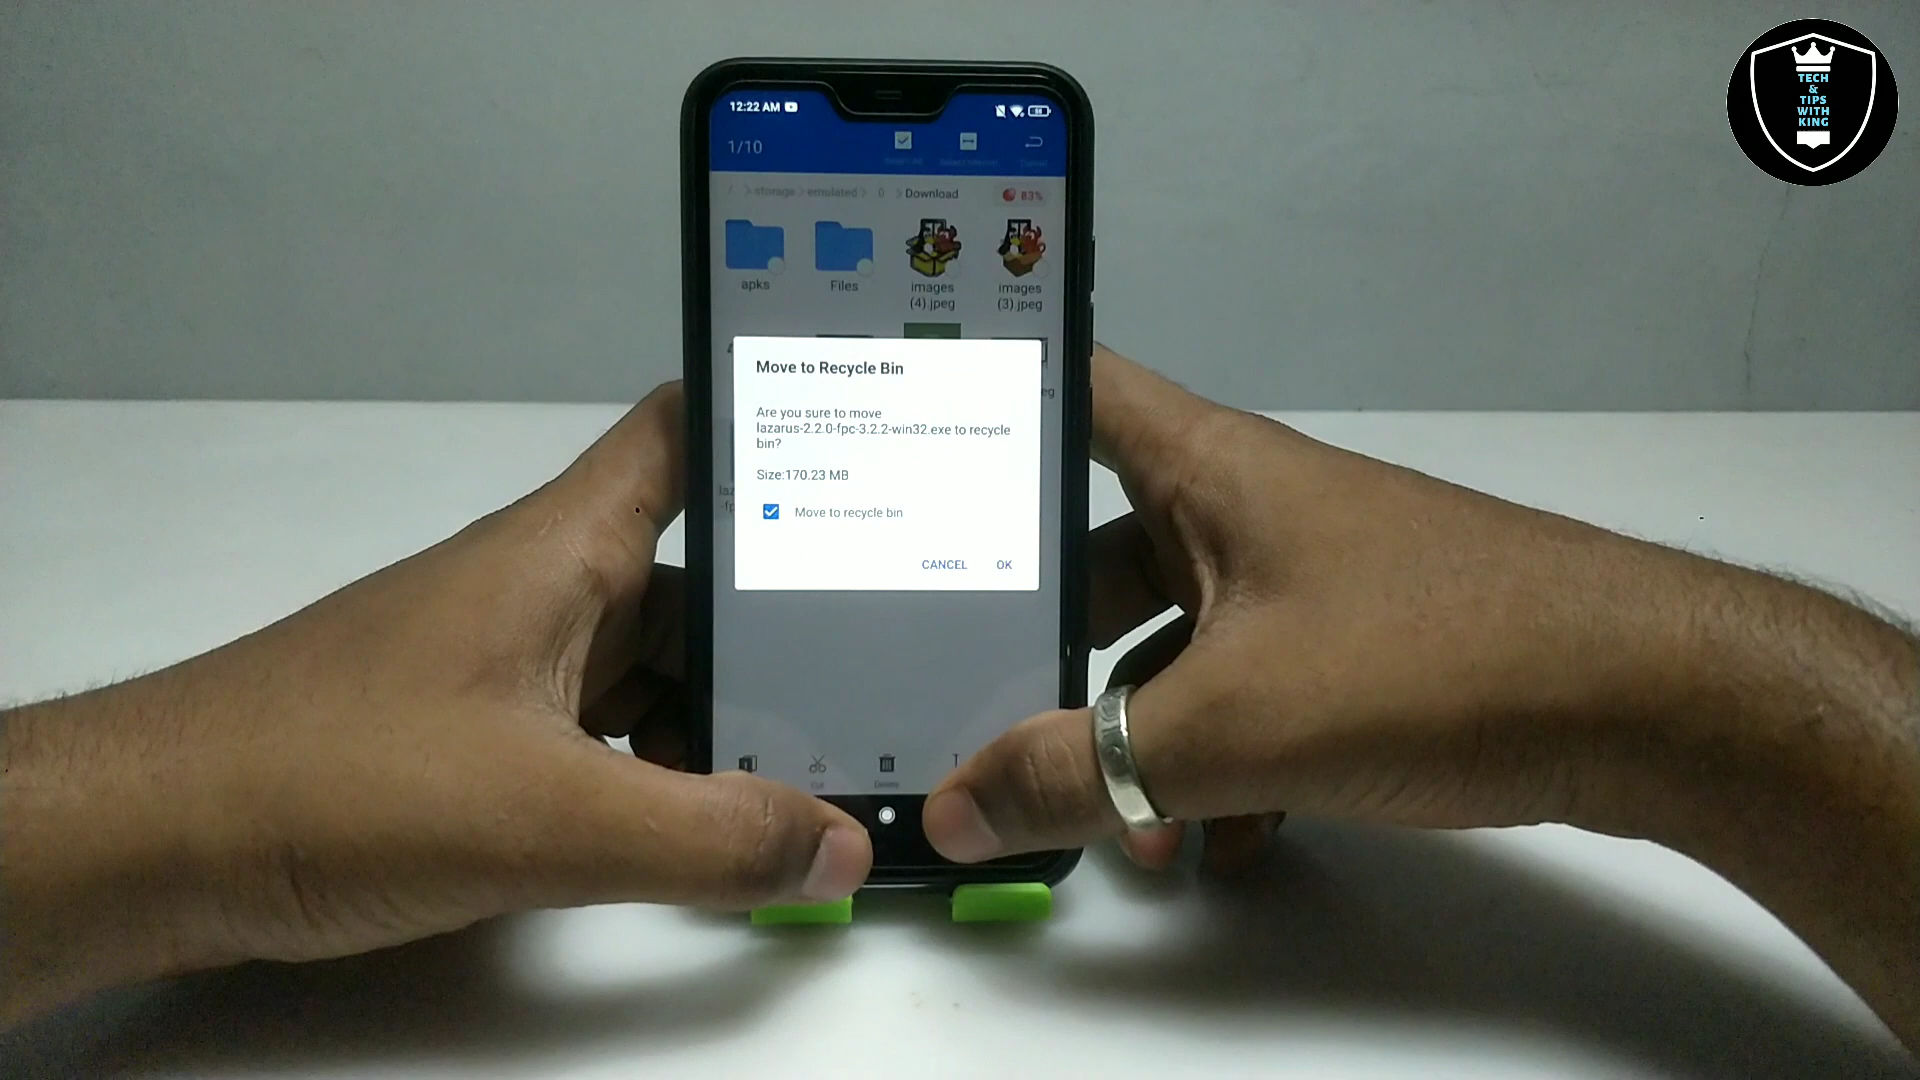 TECH
&
TIPS
WITH
KING
12:22 AM
1/10
/ storage emulated 0 Download 83%
apks
Files
images
(4).jpeg
images
(3).jpeg
Move to Recycle Bin
Are you sure to move
lazarus-2.2.0-fpc-3.2.2-win32.exe to recycle
bin?
Size:170.23 MB
Move to recycle bin
CANCEL OK
Cut
Delete